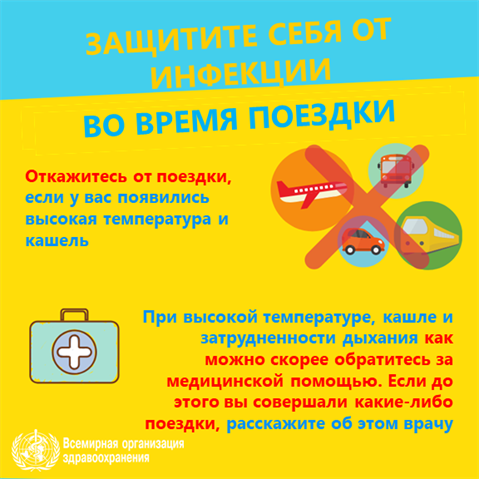 ЗАЩИТИТЕ СЕБЯ ОТ
ИНФЕКЦИИ
ВО ВРЕМЯ ПОЕЗДКИ
Откажитесь от поездки,
если у вас появились
высокая температура и
кашель
При высокой температуре, кашле и
затрудненности дыхания как
можно скорее обратитесь за
медицинской помощью. Если до
этого вы совершали какие-либо
поездки, расскажите об этом врачу
Всемирная организация
здравоохранения